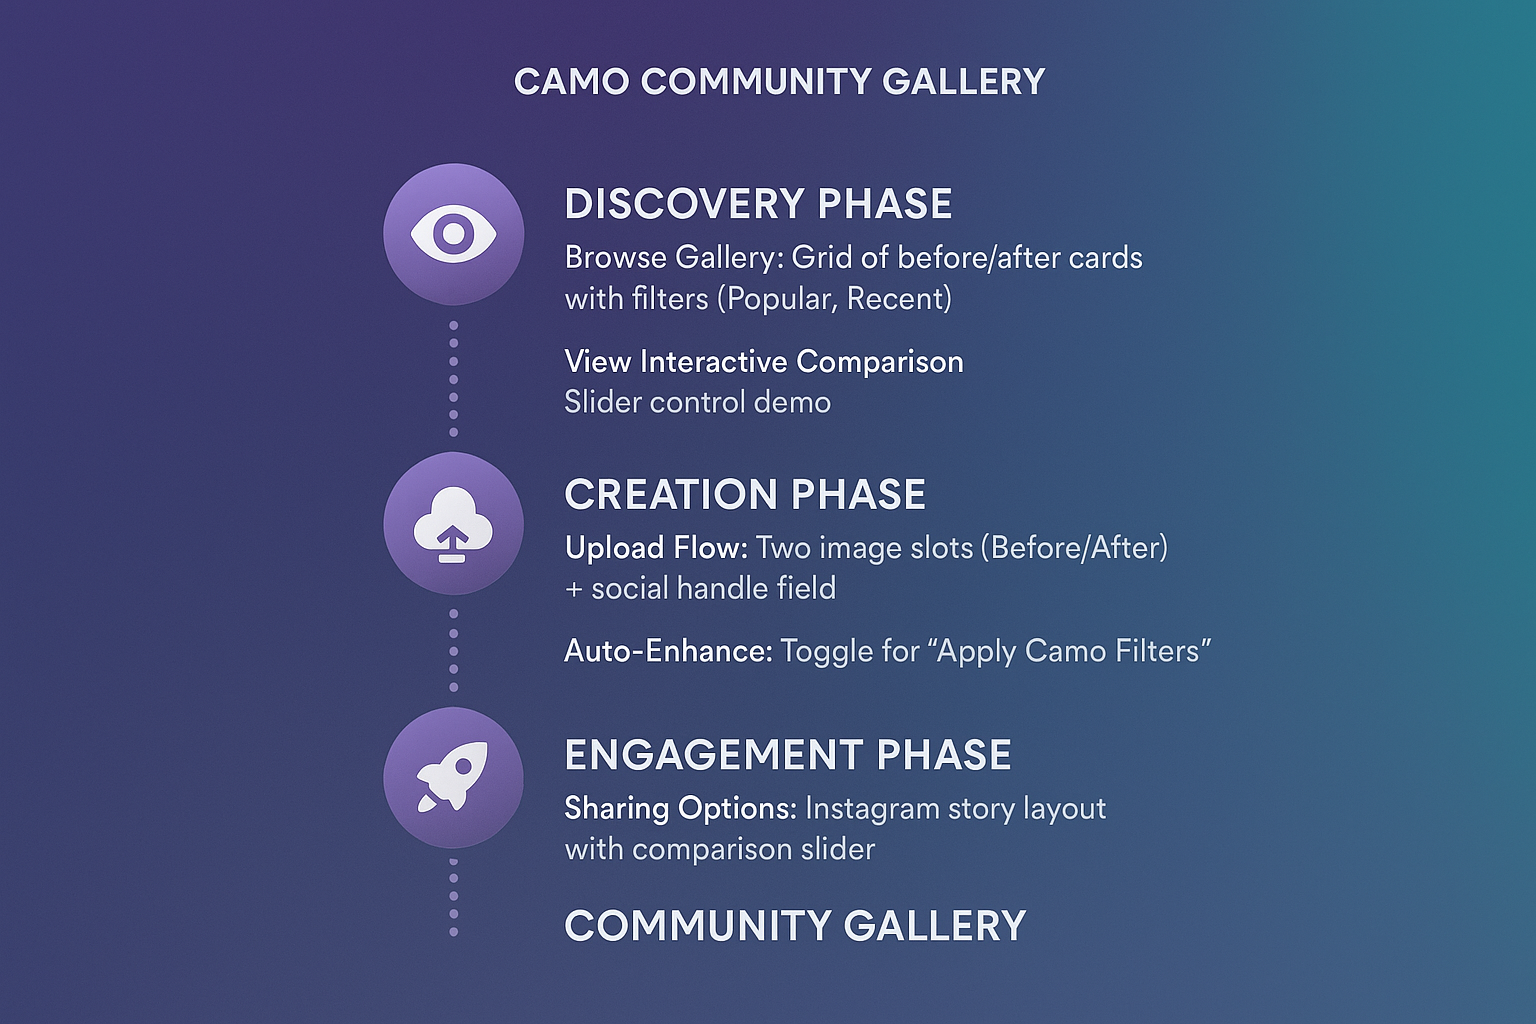 CAMO COMMUNITY GALLERY
DISCOVERY PHASE
Browse Gallery: Grid of before/after cards
with filters (Popular, Recent)
View Interactive Comparison
Slider control demo
CREATION PHASE
Upload Flow: Two image slots (Before/After)
+ social handle field
Auto-Enhance: Toggle for “Apply Camo Filters”
ENGAGEMENT PHASE
Sharing Options: Instagram story layout
with comparison slider
COMMUNITY GALLERY